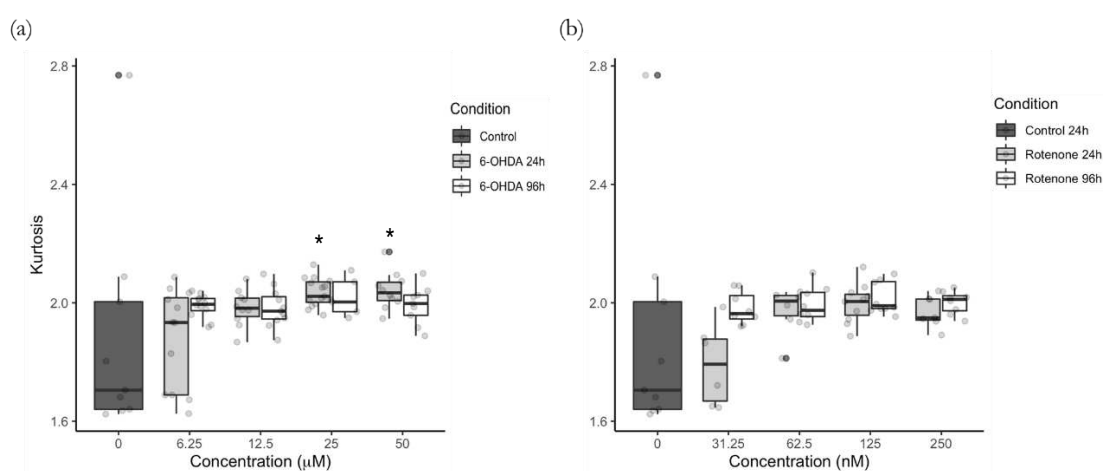 (a)
(b)
Kurtosis
2.8
2.4
2.0
1.6
*
*
0
6.25
12.5
25
50
Concentration (μM)
Condition
Control
6-OHDA 24h
6-OHDA 96h
2.8
2.4
2.0
1.6
0
31.25
62.5
125
250
Concentration (nM)
Condition
Control 24h
Rotenone 24h
Rotenone 96h